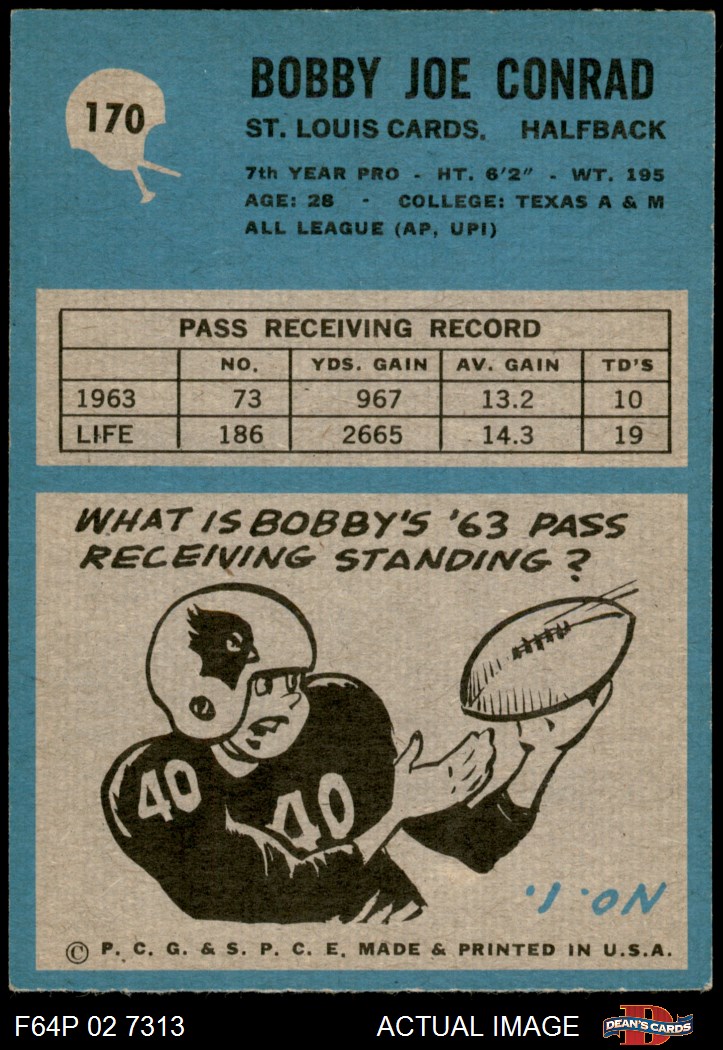 170
BOBBY JOE CONRAD
ST. LOUIS CARDS. HALFBACK
7th YEAR PRO - HT. 6'2" - WT. 195
AGE: 28 - COLLEGE: TEXAS A & M
ALL LEAGUE (AP, UPI)
PASS RECEIVING RECORD
NO. YDS. GAIN AV. GAIN TD'S
1963 73 967 13.2 10
LIFE 186 2665 14.3 19
WHAT IS BOBBY'S '63 PASS
RECEIVING STANDING?
40
40
NO. 1.
© P. C. G. & S. P. C. E. MADE & PRINTED IN U.S.A.
F64P 02 7313 ACTUAL IMAGE
D
DEAN'S CARDS